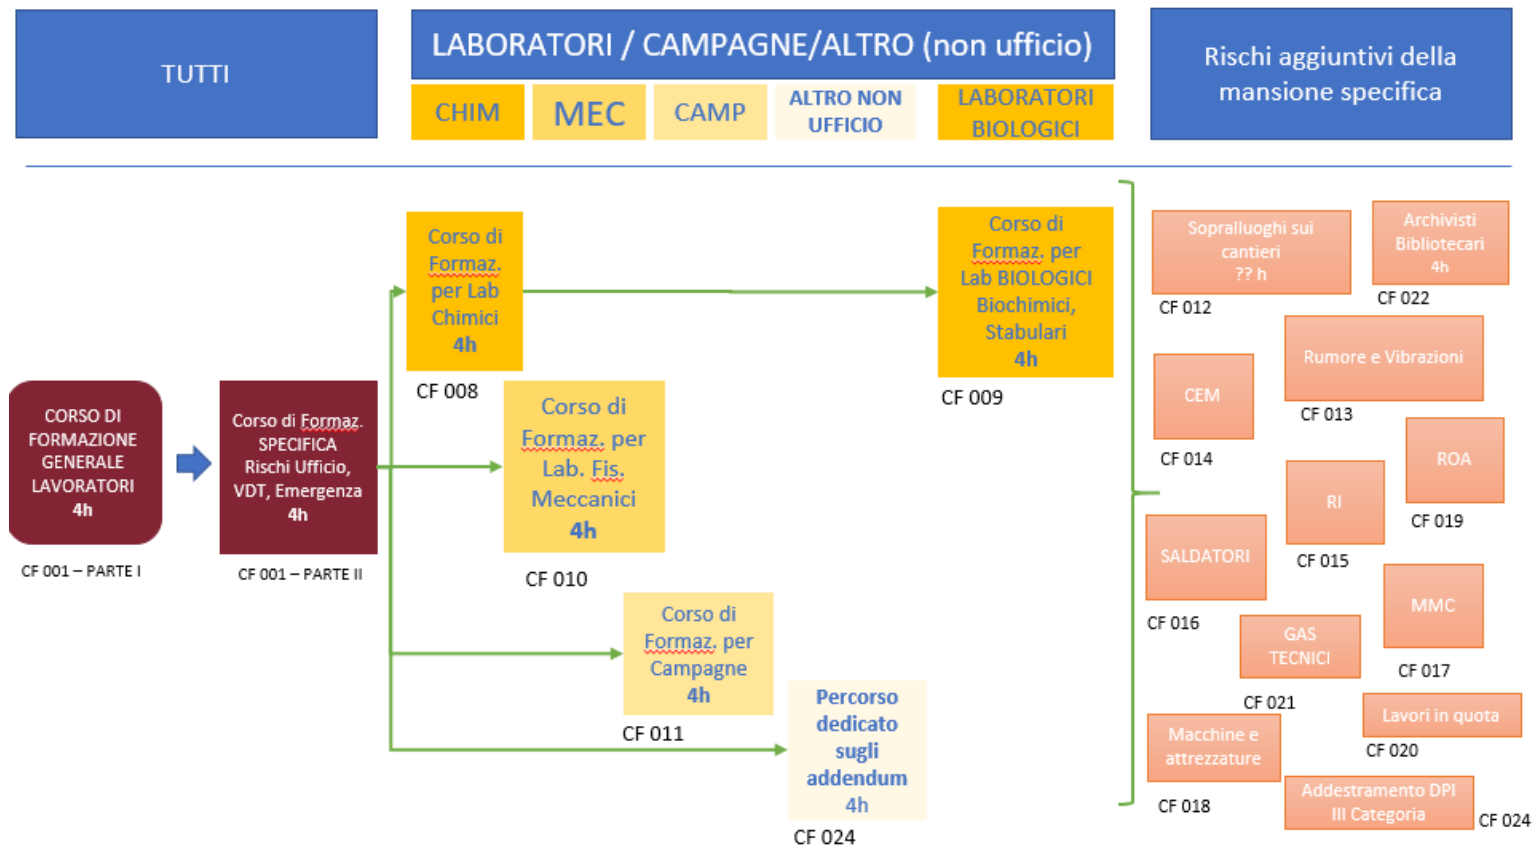 TUTTI
LABORATORI / CAMPAGNE/ALTRO (non ufficio)
Rischi aggiuntivi della
mansione specifica
CHIM
MEC
CAMP
ALTRO NON
UFFICIO
LABORATORI
BIOLOGICI
CORSO DI
FORMAZIONE
GENERALE
LAVORATORI
4h
CF 001 – PARTE I
Corso di Formaz.
SPECIFICA
Rischi Ufficio,
VDT, Emergenza
4h
CF 001 – PARTE II
Corso di
Formaz.
per Lab
Chimici
4h
CF 008
Corso di
Formaz. per
Lab. Fis.
Meccanici
4h
CF 010
Corso di
Formaz. per
Campagne
4h
CF 011
Percorso
dedicato
sugli
addendum
4h
CF 024
Corso di
Formaz. per
Lab BIOLOGICI
Biochimici,
Stabulari
4h
CF 009
Sopralluoghi sui
cantieri
?? h
CF 012
Archivisti
Bibliotecari
4h
CF 022
Rumore e Vibrazioni
CF 013
CEM
CF 014
ROA
CF 019
RI
CF 015
SALDATORI
CF 016
MMC
CF 017
GAS
TECNICI
CF 021
Lavori in quota
CF 020
Macchine e
attrezzature
CF 018
Addestramento DPI
III Categoria
CF 024